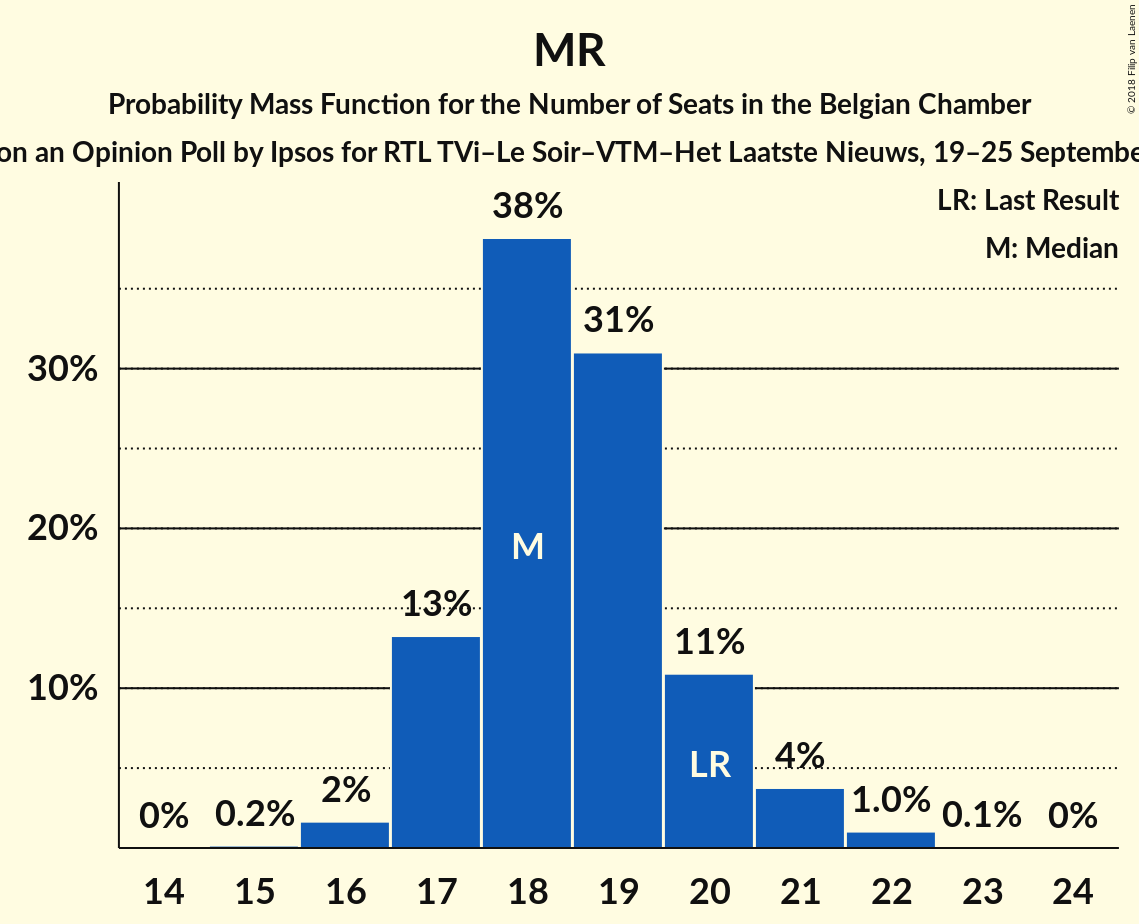 MR
Probability Mass Function for the Number of Seats in the Belgian Chamber
on an Opinion Poll by Ipsos for RTL TVi–Le Soir–VTM–Het Laatste Nieuws, 19–25 Septembe
© 2018 Filip van Laenen
LR: Last Result
M: Median
38%
31%
30%
20%
M
13%
11%
10%
LR
4%
2%
1.0%
0%
0.2%
0.1%
0%
14 15 16 17 18 19 20 21 22 23 24